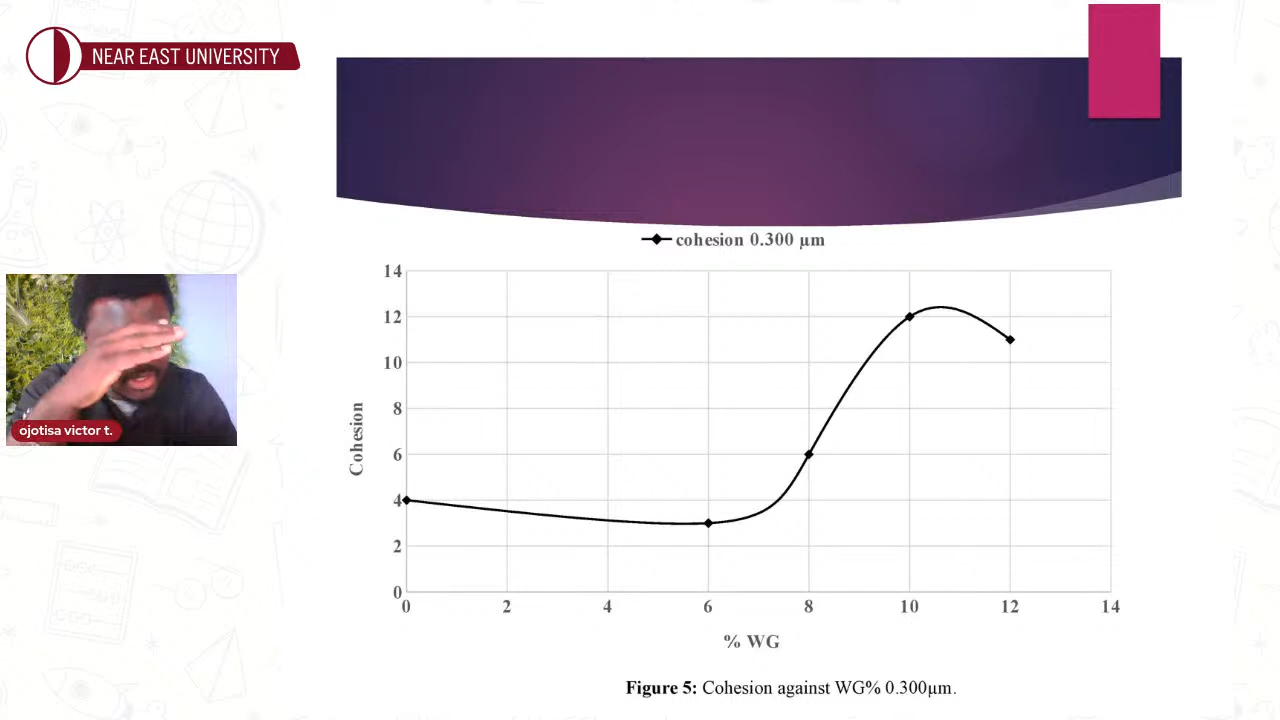 NEAR EAST UNIVERSITY
cohesion 0.300 μm
14
12
10
8
6
4
2
0
Cohesion
0 2 4 6 8 10 12 14
% WG
Figure 5: Cohesion against WG% 0.300μm.
ojotisa victor t.